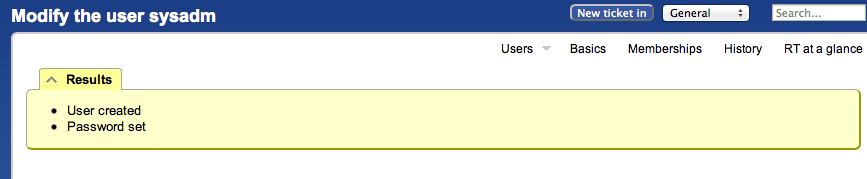 Modify the user sysadm
New ticket in General Search...
Users Basics Memberships History RT at a glance
Results
User created
Password set